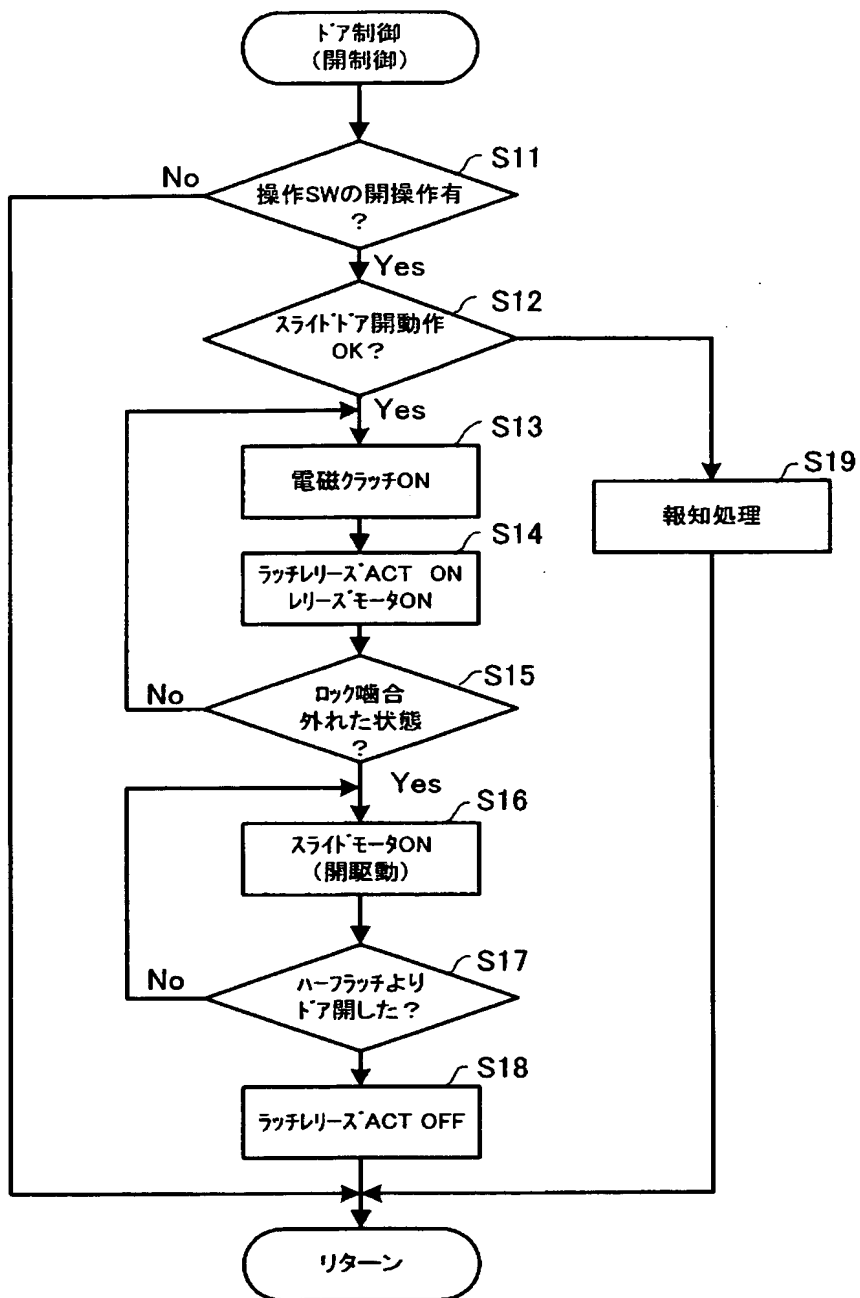 ドア制御
(開制御)
S11
No
操作SWの開操作有
?
Yes
S12
スライドドア開動作
OK?
Yes
S13
電磁クラッチON
S19
報知処理
S14
ラッチレリーズACT ON
レリーズモータON
S15
No
ロック噛合
外れた状態
?
Yes
S16
スライドモータON
(開駆動)
S17
No
ハーフラッチより
ドア開した?
S18
ラッチレリーズACT OFF
リターン